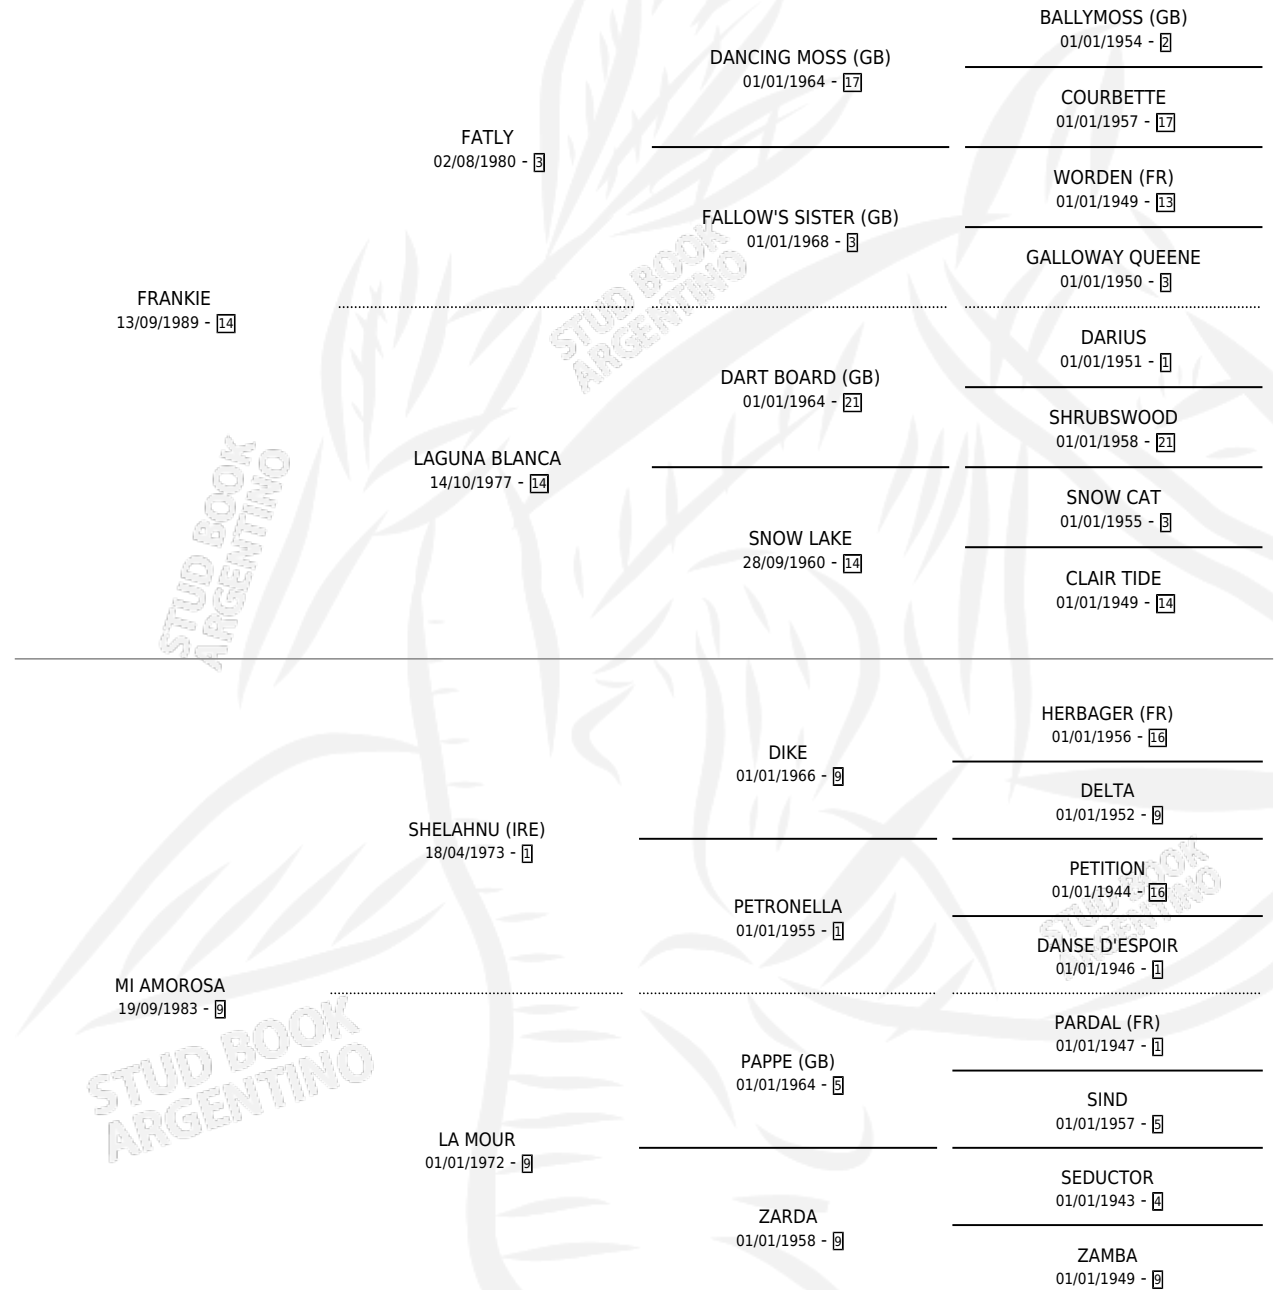 BALLYMOSS (GB)
01/01/1954 - 2
DANCING MOSS (GB)
01/01/1964 - 17
COURBETTE
01/01/1957 - 17
FATLY
02/08/1980 - 3
WORDEN (FR)
01/01/1949 - 13
FALLOW'S SISTER (GB)
01/01/1968 - 3
GALLOWAY QUEENE
01/01/1950 - 3
FRANKIE
13/09/1989 - 14
STUD BOOK
ARGENTINO
DARIUS
01/01/1951 - 1
DART BOARD (GB)
01/01/1964 - 21
SHRUBSWOOD
01/01/1958 - 21
LAGUNA BLANCA
14/10/1977 - 14
SNOW CAT
01/01/1955 - 3
SNOW LAKE
28/09/1960 - 14
CLAIR TIDE
01/01/1949 - 14
STUD BOOK
ARGENTINO
HERBAGER (FR)
01/01/1956 - 16
DIKE
01/01/1966 - 9
DELTA
01/01/1952 - 9
SHELAHNU (IRE)
18/04/1973 - 1
PETITION
01/01/1944 - 16
PETRONELLA
01/01/1955 - 1
DANSE D'ESPOIR
01/01/1946 - 1
STUD BOOK
ARGENTINO
MI AMOROSA
19/09/1983 - 9
PARDAL (FR)
01/01/1947 - 1
PAPPE (GB)
01/01/1964 - 5
SIND
01/01/1957 - 5
STUD BOOK
ARGENTINO
LA MOUR
01/01/1972 - 9
SEDUCTOR
01/01/1943 - 4
ZARDA
01/01/1958 - 9
ZAMBA
01/01/1949 - 9